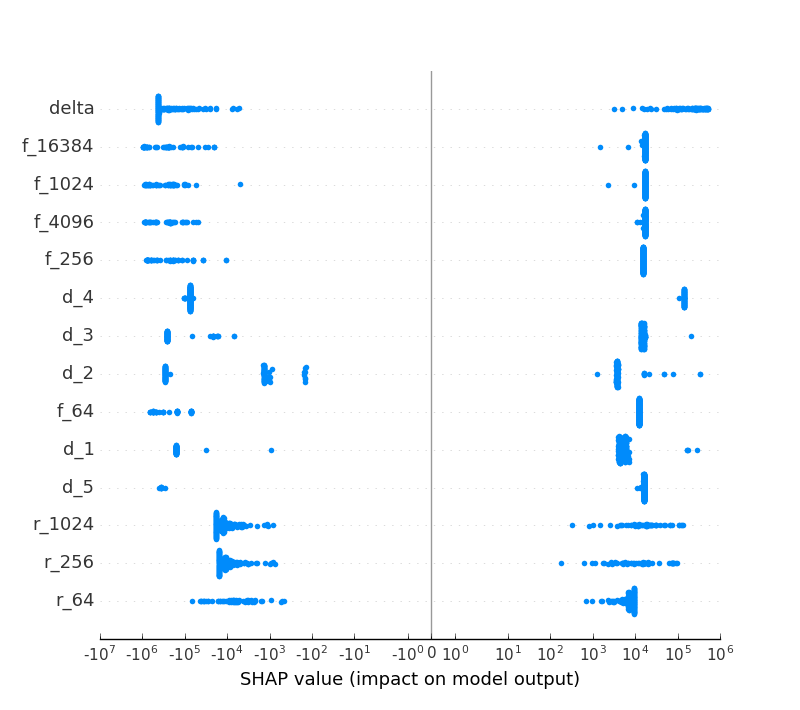 delta
f_16384
f_1024
f_4096
f_256
d_4
d_3
d_2
f_64
d_1
d_5
r_1024
r_256
r_64
-10^7 -10^6 -10^5 -10^4 -10^3 -10^2 -10^1 -10^0 0 10^0 10^1 10^2 10^3 10^4 10^5 10^6
SHAP value (impact on model output)